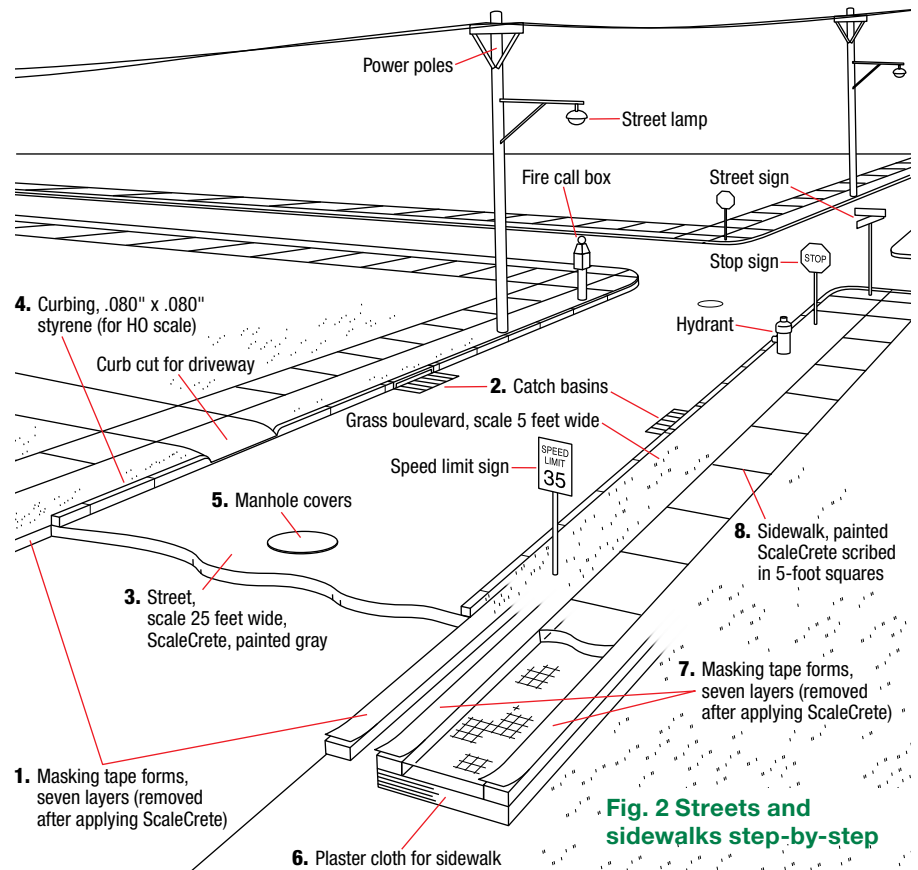 Power poles
Street lamp
Fire call box
Street sign
Stop sign
STOP
4. Curbing, .080" x .080"
styrene (for HO scale)
Hydrant
Curb cut for driveway
2. Catch basins
Grass boulevard, scale 5 feet wide
Speed limit sign
SPEED
LIMIT
35
5. Manhole covers
8. Sidewalk, painted
ScaleCrete scribed
in 5-foot squares
3. Street,
scale 25 feet wide,
ScaleCrete, painted gray
7. Masking tape forms,
seven layers (removed
after applying ScaleCrete)
1. Masking tape forms,
seven layers (removed
after applying ScaleCrete)
6. Plaster cloth for sidewalk
Fig. 2 Streets and
sidewalks step-by-step